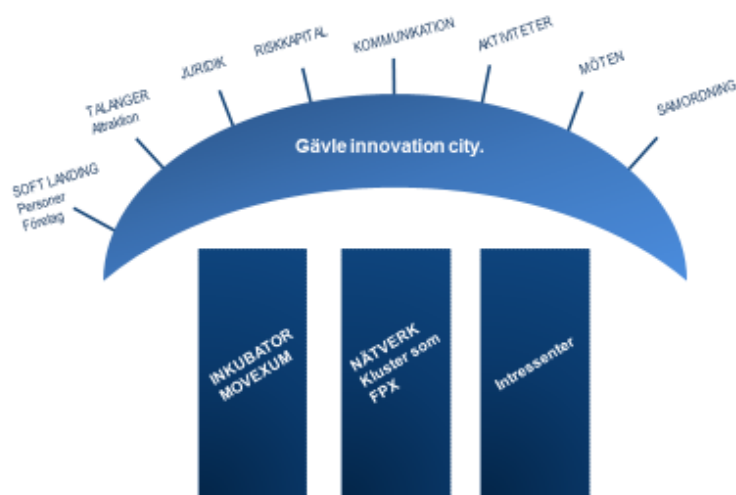 SOFT LANDING
Personer
Företag
TALANGER
Attraktion
JURIDIK
RISKKAPITAL
KOMMUNIKATION
AKTIVITETER
MÖTEN
SAMORDNING
Gävle innovation city.
INKUBATOR
MOVEXUM
NÄTVERK
Kluster som
FPX
Intressenter